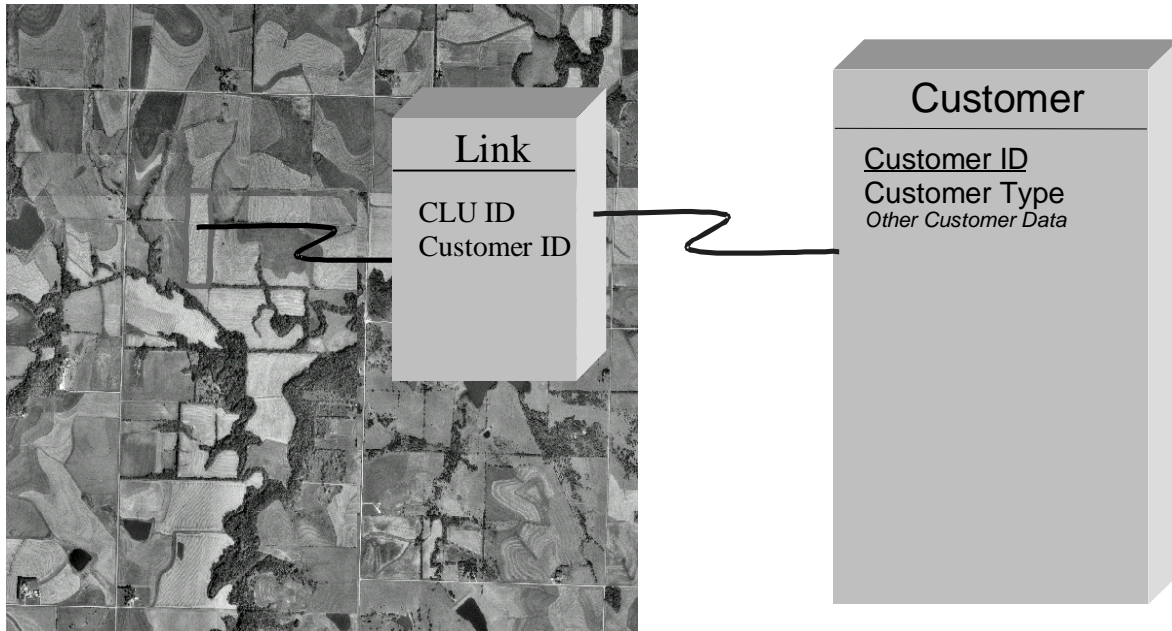 Link
CLU ID
Customer ID
Customer
Customer ID
Customer Type
Other Customer Data